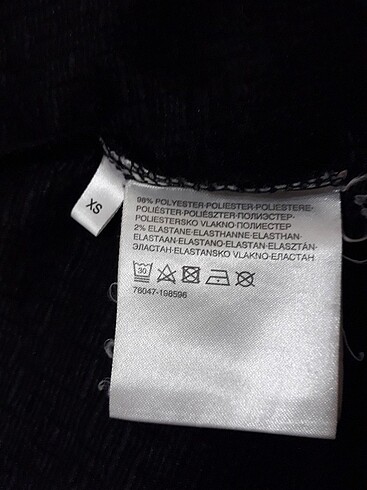 XS
98% POLYESTER·POLIESTER·POLIESTERE·
POLIÉSTER·POLIÉSZTER·ПОЛИЭСТЕР·
POLIESTERSKO VLAKNO·ПОЛИЕСТЕР
2% ELASTANE·ELASTHANNE·ELASTHAN·
ELASTAAN·ELASTANO·ELASTAN·ELASZTÁN·
ЭЛАСТАН·ELASTANSKO VLAKNO·ЕЛАСТАН
30
76047-198596